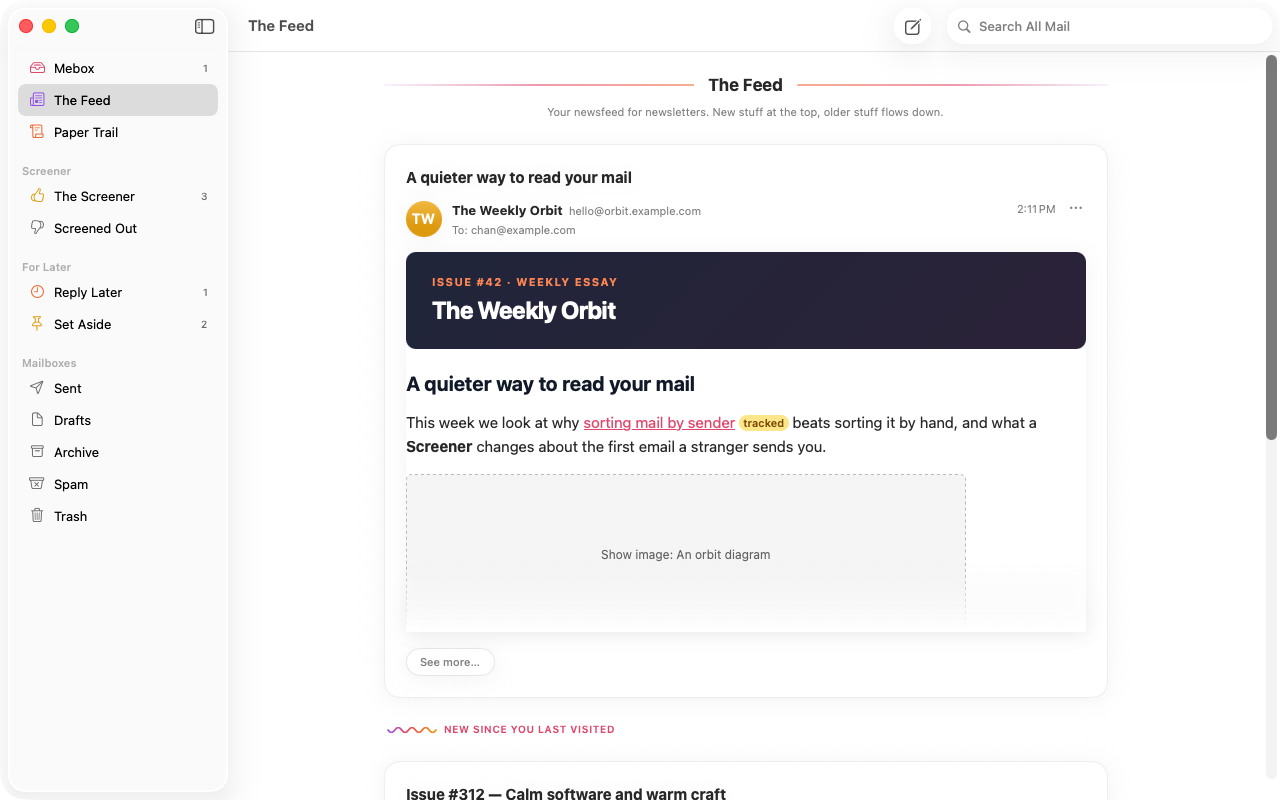 The Feed
Search All Mail
Mebox 1
The Feed
Paper Trail
Screener
The Screener 3
Screened Out
For Later
Reply Later 1
Set Aside 2
Mailboxes
Sent
Drafts
Archive
Spam
Trash
The Feed
Your newsfeed for newsletters. New stuff at the top, older stuff flows down.
A quieter way to read your mail
TW
The Weekly Orbit hello@orbit.example.com 2:11 PM
To: chan@example.com
ISSUE #42 · WEEKLY ESSAY
The Weekly Orbit
A quieter way to read your mail
This week we look at why sorting mail by sender tracked beats sorting it by hand, and what a
Screener changes about the first email a stranger sends you.
Show image: An orbit diagram
See more...
NEW SINCE YOU LAST VISITED
Issue #312 — Calm software and warm craft